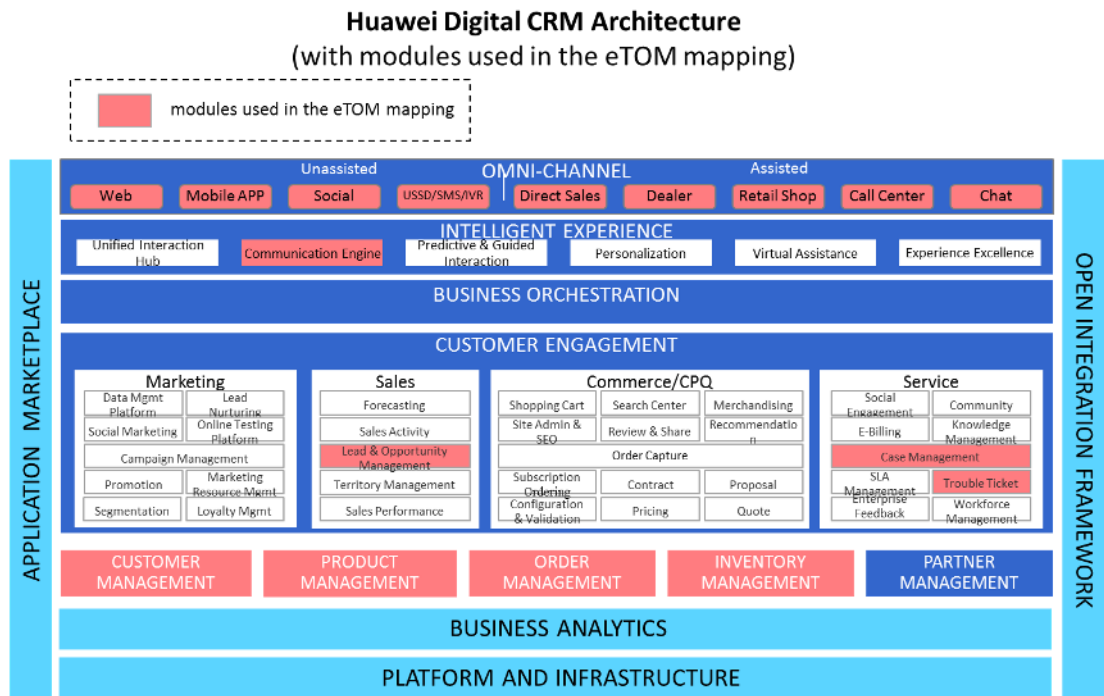 Huawei Digital CRM Architecture
(with modules used in the eTOM mapping)
modules used in the eTOM mapping
APPLICATION MARKETPLACE
Unassisted
OMNI-CHANNEL
Assisted
Web
Mobile APP
Social
USSD/SMS/IVR
Direct Sales
Dealer
Retail Shop
Call Center
Chat
INTELLIGENT EXPERIENCE
Unified Interaction
Hub
Communication Engine
Predictive & Guided
Interaction
Personalization
Virtual Assistance
Experience Excellence
BUSINESS ORCHESTRATION
CUSTOMER ENGAGEMENT
Marketing
Data Mgmt
Platform
Lead
Nurturing
Social Marketing
Online Testing
Platform
Campaign Management
Promotion
Marketing
Resource Mgmt
Segmentation
Loyalty Mgmt
Sales
Forecasting
Sales Activity
Lead & Opportunity
Management
Territory Management
Sales Performance
Commerce/CPQ
Shopping Cart
Search Center
Merchandising
Site Admin &
SEO
Review & Share
Recommendatio
n
Order Capture
Subscription
Ordering
Contract
Proposal
Configuration
& Validation
Pricing
Quote
Service
Social
Engagement
Community
E-Billing
Knowledge
Management
Case Management
SLA
Management
Trouble Ticket
Enterprise
Feedback
Workforce
Management
CUSTOMER
MANAGEMENT
PRODUCT
MANAGEMENT
ORDER
MANAGEMENT
INVENTORY
MANAGEMENT
PARTNER
MANAGEMENT
BUSINESS ANALYTICS
PLATFORM AND INFRASTRUCTURE
OPEN INTEGRATION FRAMEWORK